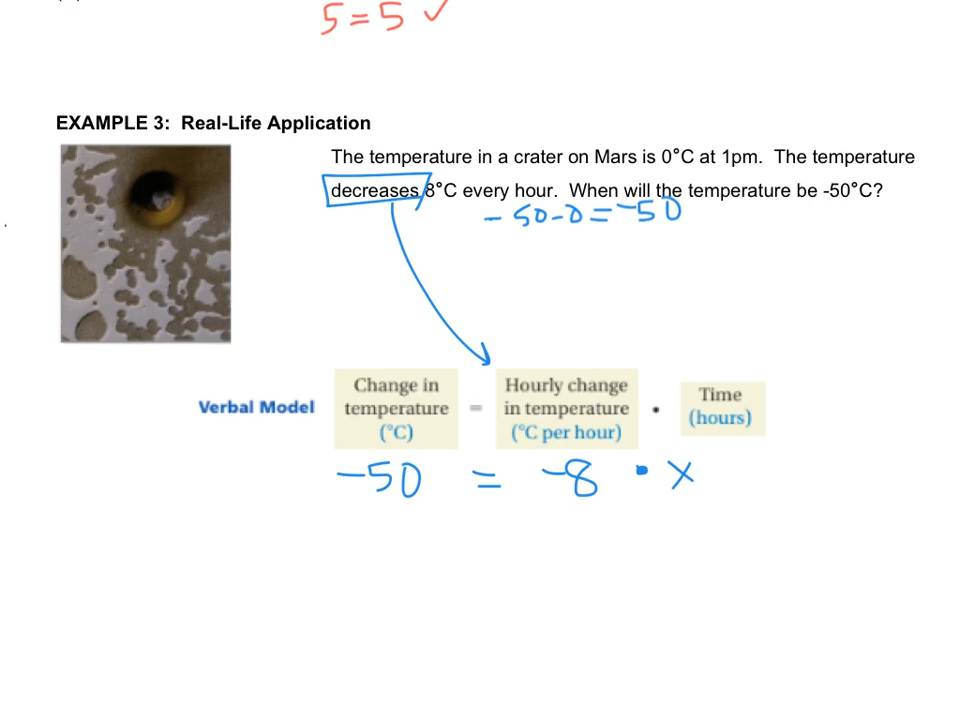 5 = 5 ✓
EXAMPLE 3: Real-Life Application
The temperature in a crater on Mars is 0°C at 1pm. The temperature
decreases 8°C every hour. When will the temperature be -50°C?
- 50 - 0 = -50
Verbal Model
Change in temperature (°C) = Hourly change in temperature (°C per hour) • Time (hours)
-50 = -8 • x